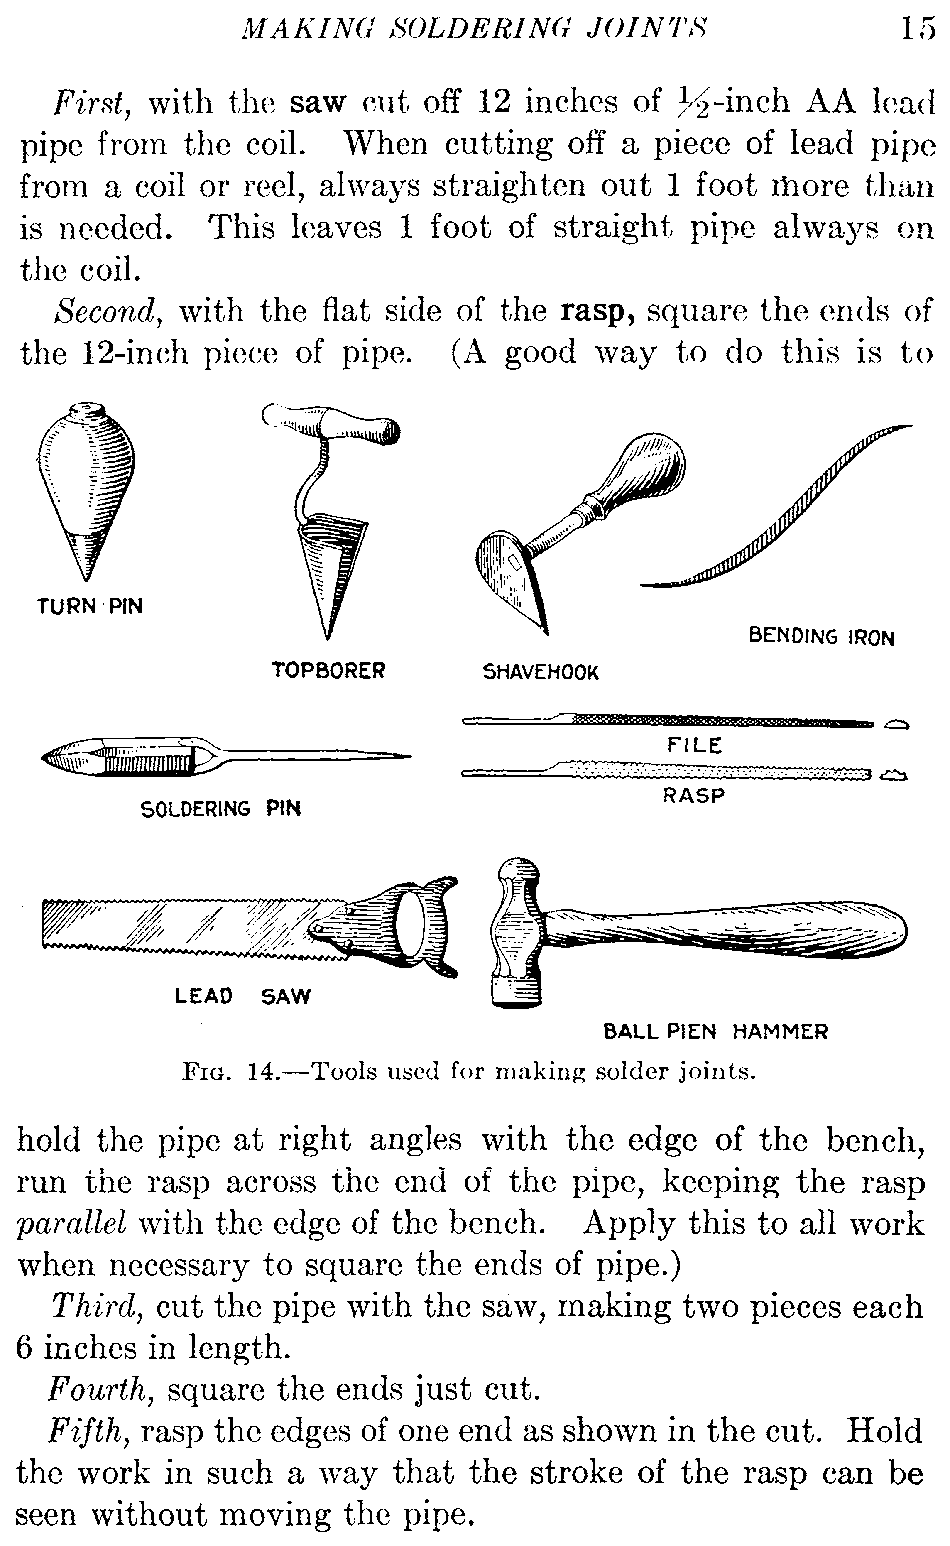 MAKING SOLDERING JOINTS 15
First, with the saw cut off 12 inches of ½-inch AA lead
pipe from the coil. When cutting off a piece of lead pipe
from a coil or reel, always straighten out 1 foot more than
is needed. This leaves 1 foot of straight pipe always on
the coil.
Second, with the flat side of the rasp, square the ends of
the 12-inch piece of pipe. (A good way to do this is to
TURN PIN
TOPBORER
SHAVEHOOK
BENDING IRON
SOLDERING PIN
FILE
RASP
LEAD SAW
BALL PIEN HAMMER
FIG. 14.—Tools used for making solder joints.
hold the pipe at right angles with the edge of the bench,
run the rasp across the end of the pipe, keeping the rasp
parallel with the edge of the bench. Apply this to all work
when necessary to square the ends of pipe.)
Third, cut the pipe with the saw, making two pieces each
6 inches in length.
Fourth, square the ends just cut.
Fifth, rasp the edges of one end as shown in the cut. Hold
the work in such a way that the stroke of the rasp can be
seen without moving the pipe.